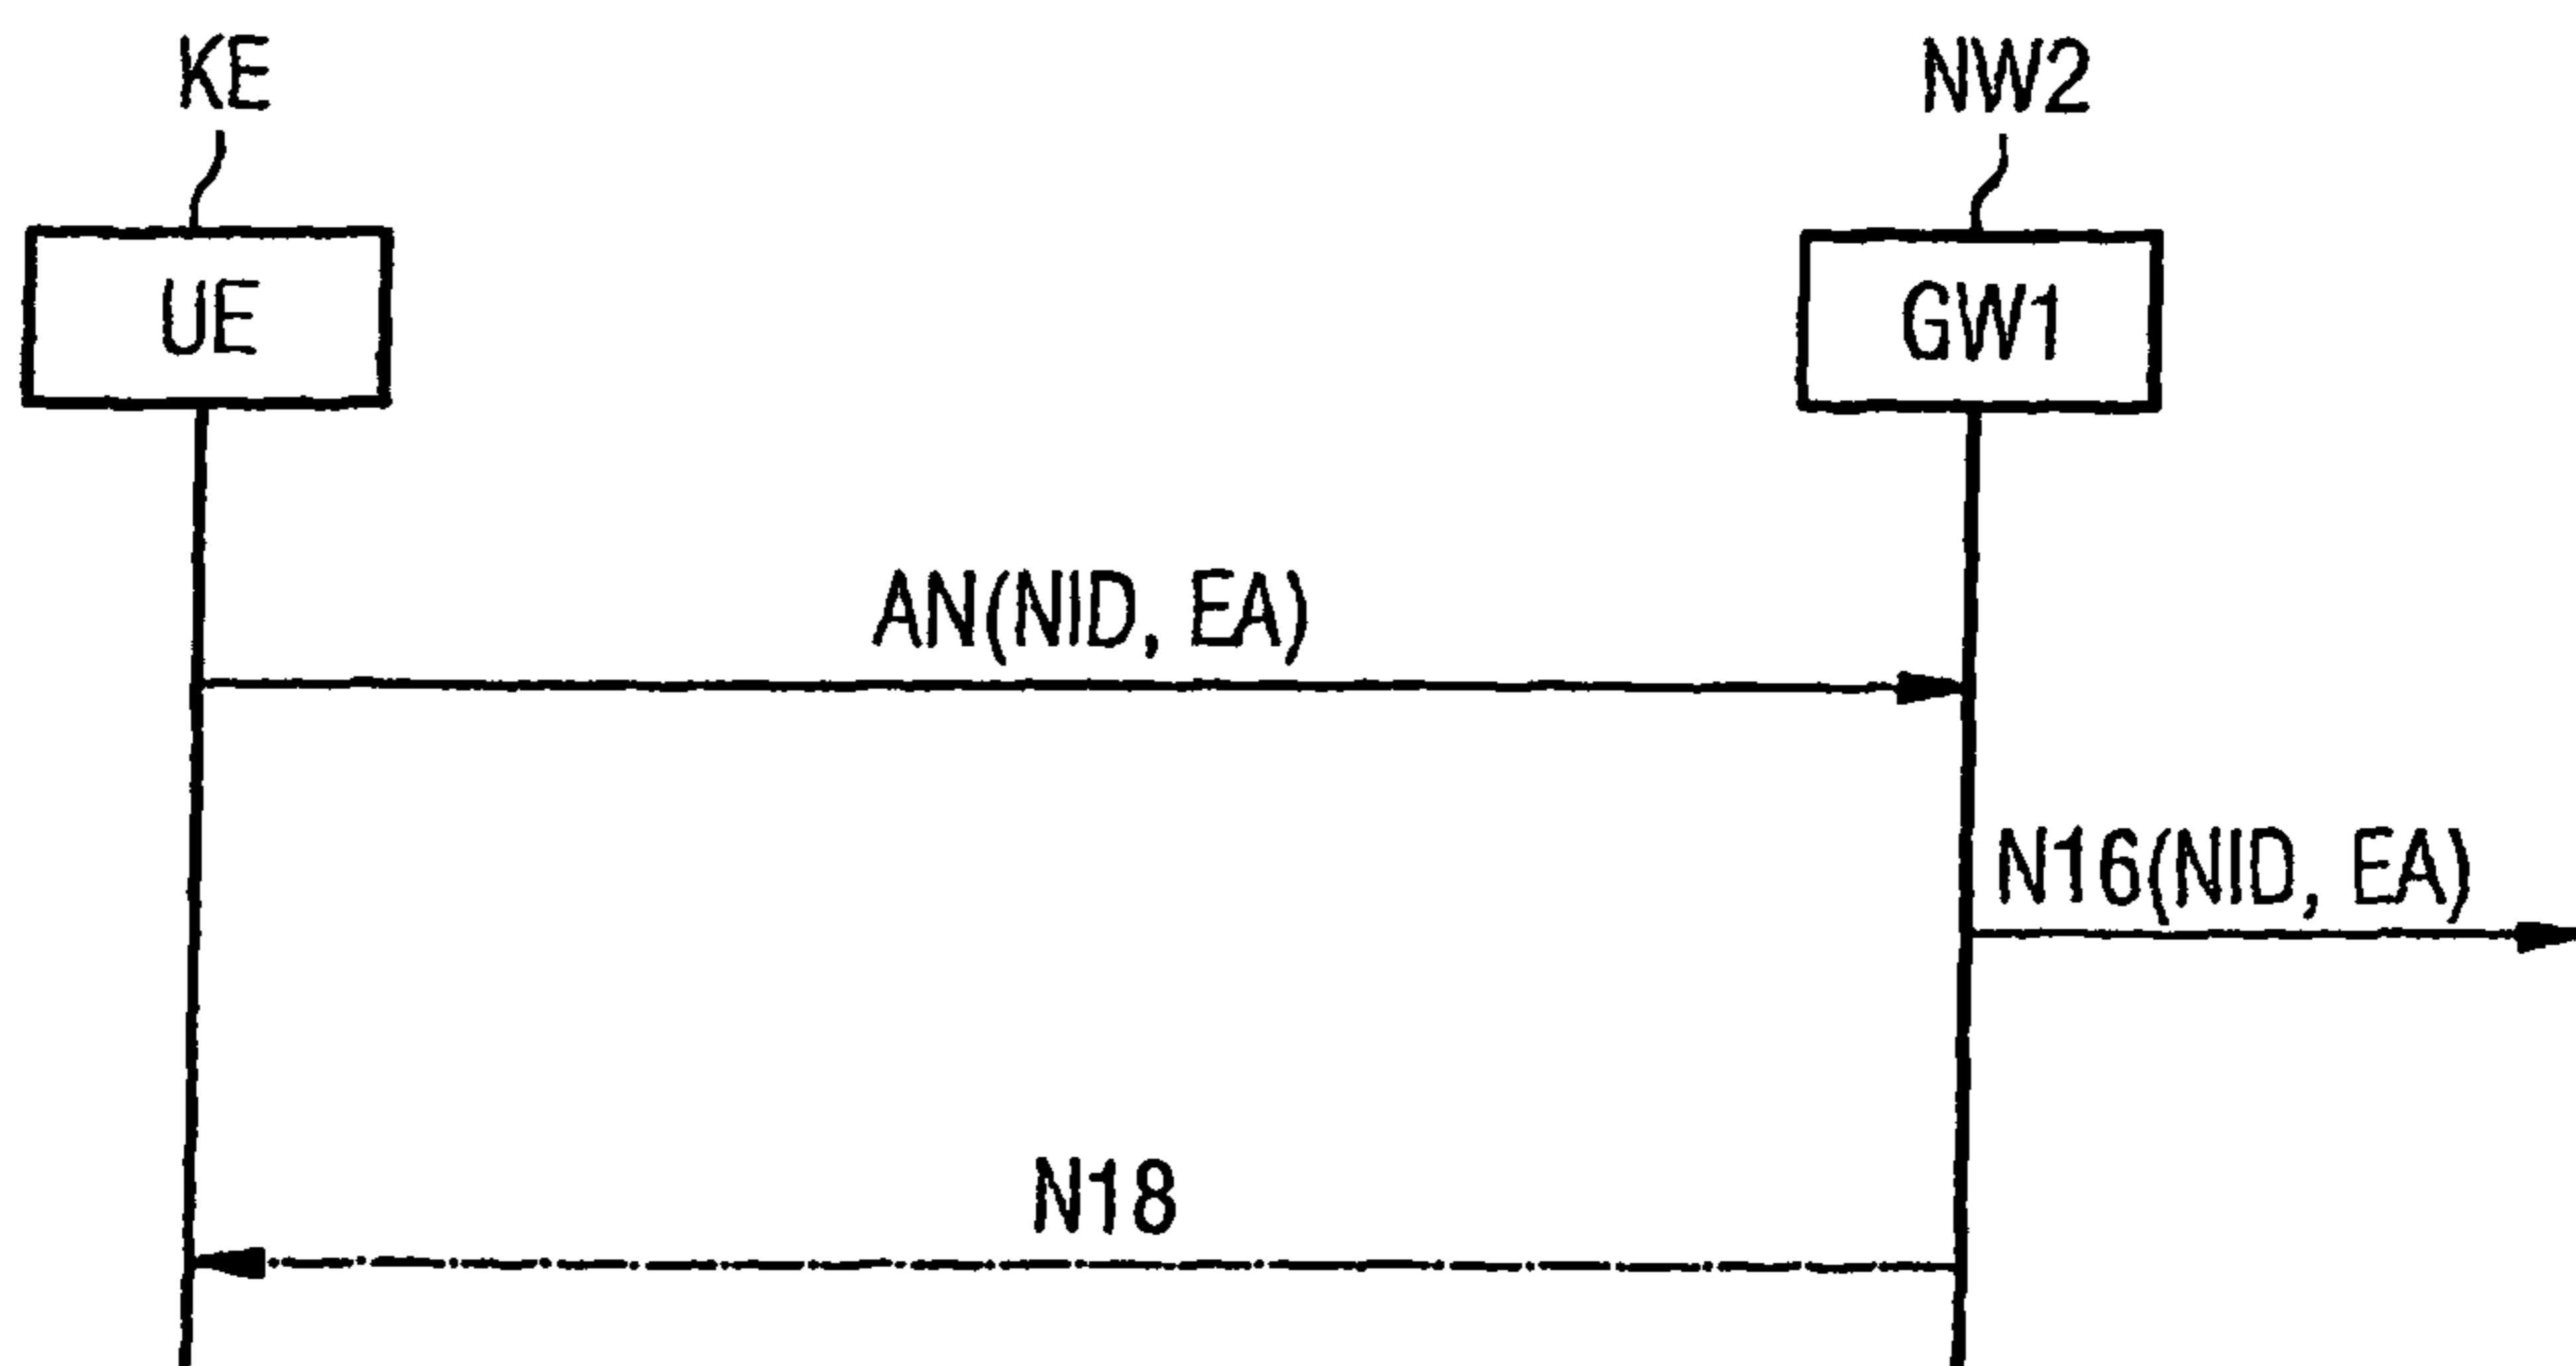 KE
NW2
UE
GW1
AN(NID, EA)
N16(NID, EA)
N18